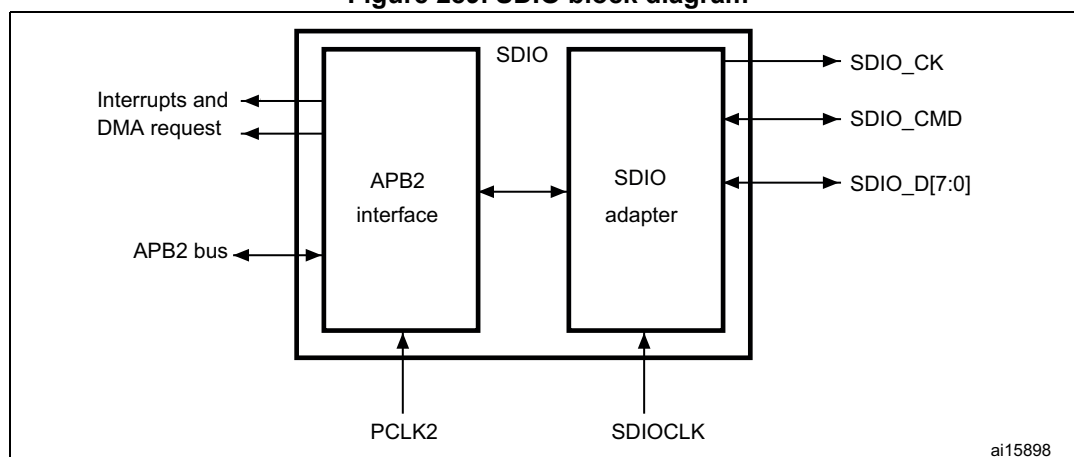 SDIO
SDIO_CK
Interrupts and
DMA request
SDIO_CMD
APB2
interface
SDIO
adapter
SDIO_D[7:0]
APB2 bus
PCLK2
SDIOCLK
ai15898